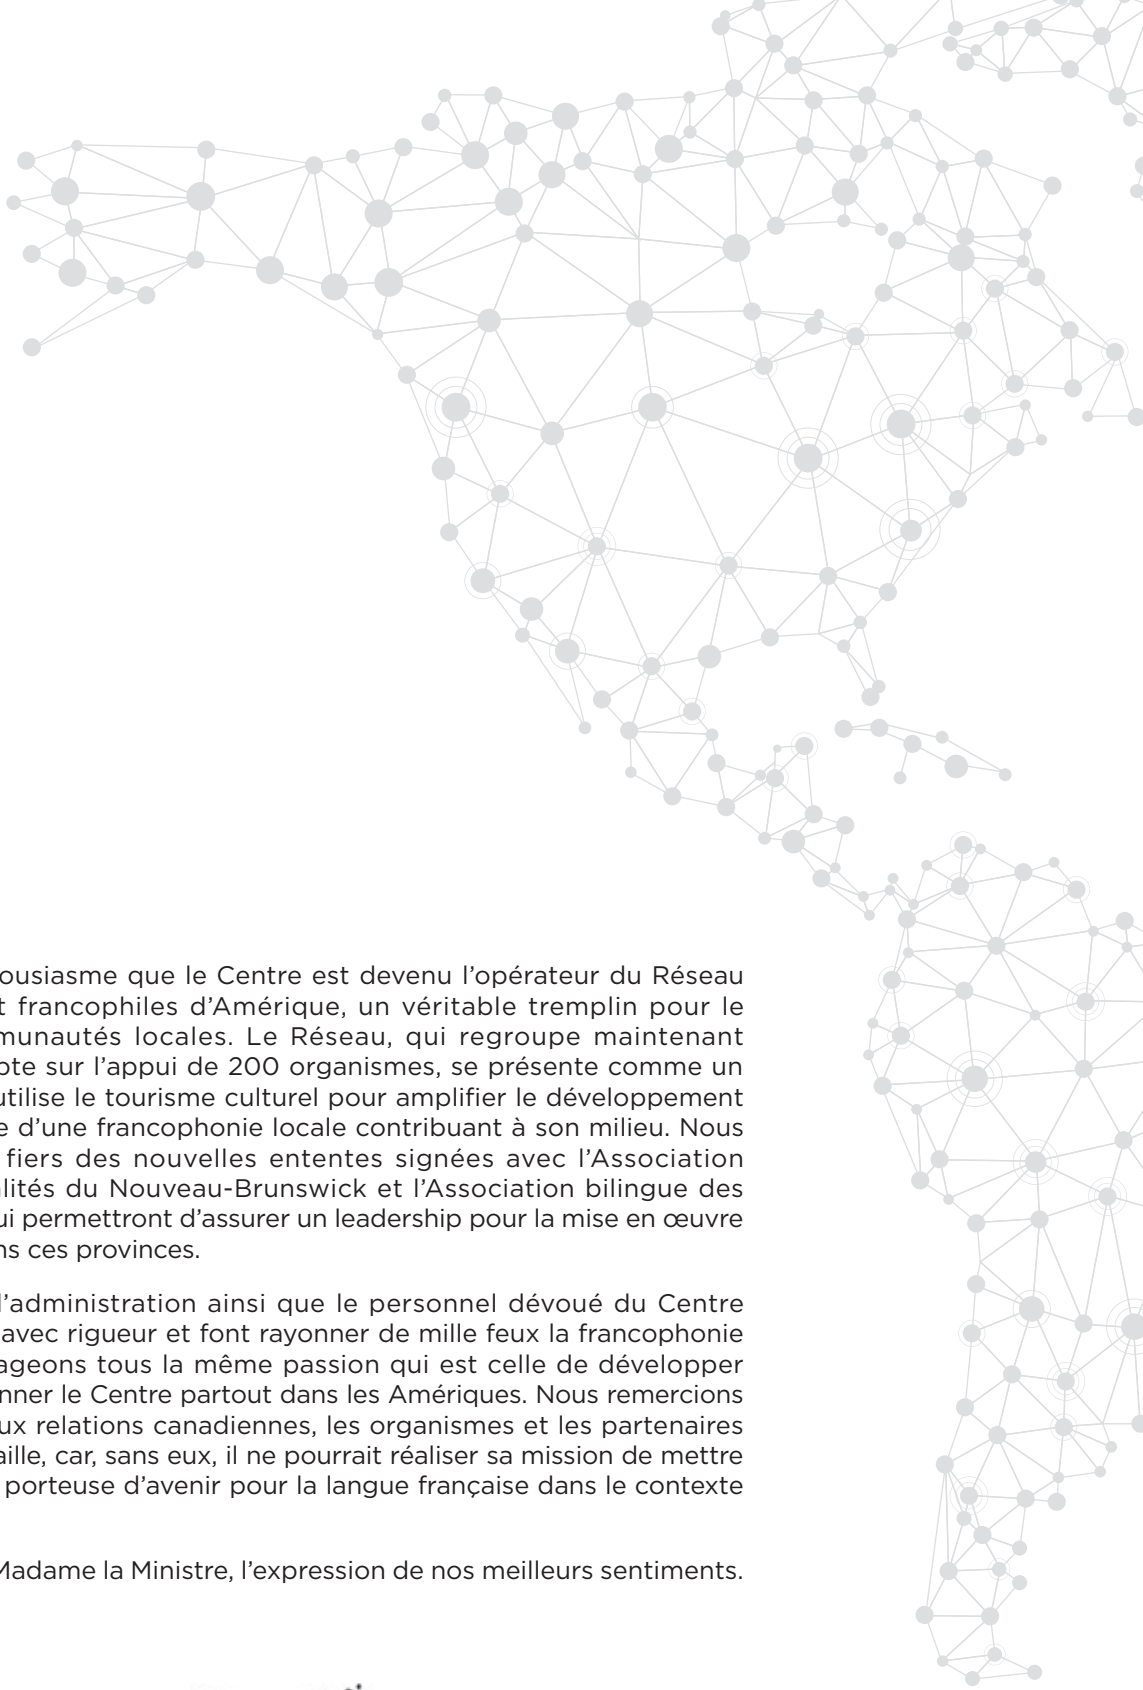 ousiasme que le Centre est devenu l’opérateur du Réseau
t francophiles d’Amérique, un véritable tremplin pour le
munautés locales. Le Réseau, qui regroupe maintenant
pte sur l’appui de 200 organismes, se présente comme un
utilise le tourisme culturel pour amplifier le développement
e d’une francophonie locale contribuant à son milieu. Nous
fiers des nouvelles ententes signées avec l’Association
alités du Nouveau-Brunswick et l’Association bilingue des
ui permettront d’assurer un leadership pour la mise en œuvre
ns ces provinces.
l’administration ainsi que le personnel dévoué du Centre
avec rigueur et font rayonner de mille feux la francophonie
ageons tous la même passion qui est celle de développer
nner le Centre partout dans les Amériques. Nous remercions
ux relations canadiennes, les organismes et les partenaires
aille, car, sans eux, il ne pourrait réaliser sa mission de mettre
porteuse d’avenir pour la langue française dans le contexte
Madame la Ministre, l’expression de nos meilleurs sentiments.